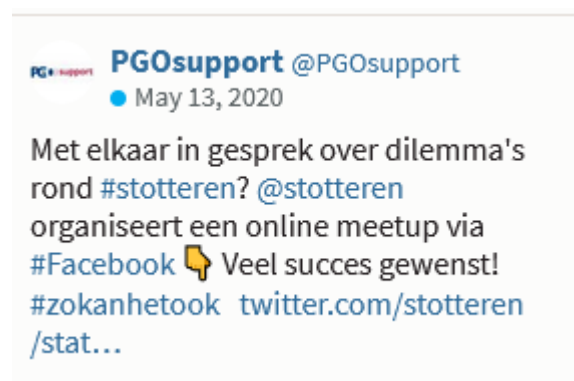 PGOsupport @PGOsupport
May 13, 2020
Met elkaar in gesprek over dilemma's
rond #stotteren? @stotteren
organiseert een online meetup via
#Facebook 👇 Veel succes gewenst!
#zokanhetook twitter.com/stotteren
/stat…